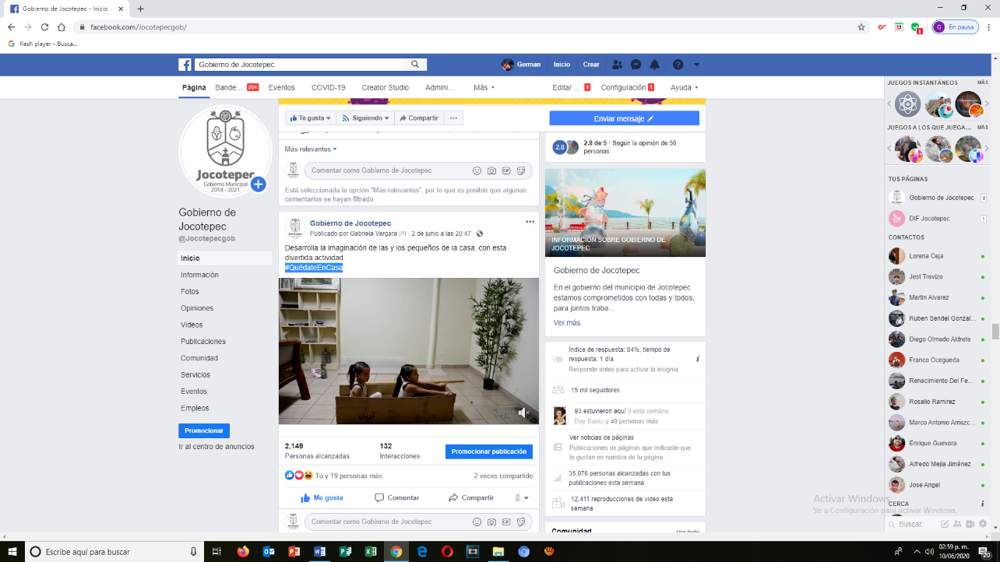 Gobierno de Jocotepec - Inicio
facebook.com/Jocotepecgob/
G
En pausa
1
flash player - Busca...
Gobierno de Jocotepec
German
Inicio
Crear
Página
Bande...
20+
Eventos
COVID-19
Creator Studio
Admini...
Más
Editar ...
1
Configuración
1
Ayuda
Te gusta
Siguiendo
Compartir
Enviar mensaje
Jocotepec
Gobierno Municipal
2018 - 2021
Gobierno de
Jocotepec
@Jocotepecgob
Inicio
Información
Fotos
Opiniones
Videos
Publicaciones
Comunidad
Servicios
Eventos
Empleos
Promocionar
Ir al centro de anuncios
Más relevantes
Comentar como Gobierno de Jocotepec
Está seleccionada la opción "Más relevantes", por lo que es posible que algunos
comentarios se hayan filtrado.
Gobierno de Jocotepec
Publicado por Gabriela Vergara [?] · 2 de junio a las 20:47 ·
Desarrolla la imaginación de las y los pequeños de la casa, con esta
divertida actividad.
#QuédateEnCasa
2,149
Personas alcanzadas
132
Interacciones
Promocionar publicación
Tú y 19 personas más
2 veces compartido
Me gusta
Comentar
Compartir
Comentar como Gobierno de Jocotepec
2.8
2.8 de 5 · Según la opinión de 56
personas
INFORMACIÓN SOBRE GOBIERNO DE
JOCOTEPEC
Gobierno de Jocotepec
En el gobierno del municipio de Jocotepec
estamos comprometidos con todas y todos,
para juntos traba...
Ver más
Índice de respuesta: 84%; tiempo de
respuesta: 1 día
Responde antes para activar la insignia
15 mil seguidores
93 estuvieron aquí 0 esta semana
Day Barez y 49 personas más
Ver noticias de páginas
Publicaciones de páginas que indicaste que
te gustan en nombre de tu página
35,076 personas alcanzadas con tus
publicaciones esta semana
12,411 reproducciones de video esta
semana
Comunidad
Ver todo
JUEGOS INSTANTÁNEOS
MÁS
JUEGOS A LOS QUE JUEGA...
MÁS
TUS PÁGINAS
Gobierno de Jocotepec
0
DIF Jocotepec
1
CONTACTOS
Lorena Ceja
Jest Trevizo
Martin Alvarez
Ruben Sendel Gonzal...
Diego Olmedo Aldrete
Franco Ocegueda
Renacimiento Del Fe...
Rosalio Ramirez
Marco Antonio Amezc...
Enrique Guevara
Alfredo Mejia Jiménez
Jose Angel
CERCA
Activar Windows
Ve a Configuración para activar Windows.
Buscar
Escribe aquí para buscar
02:59 p. m.
10/06/2020
20